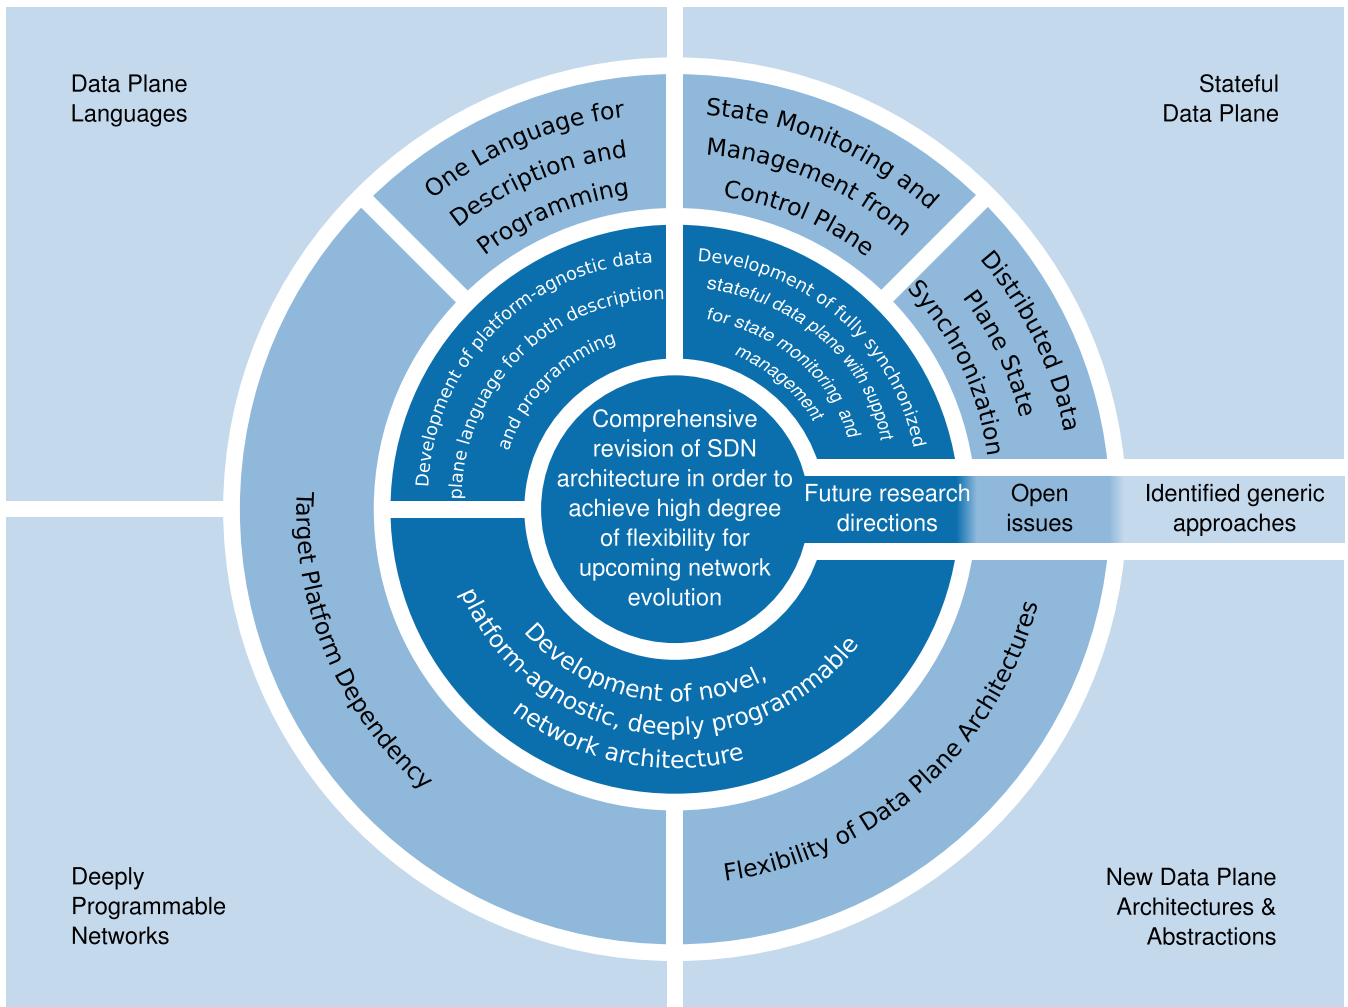 Data Plane
Languages
Stateful
Data Plane
One Language for
Description and
Programming
State Monitoring and
Management from
Control Plane
Distributed Data
Plane State
Synchronization
Development of platform-agnostic data
plane language for both description
and programming
Development of fully synchronized
stateful data plane with support
for state monitoring and
management
Comprehensive
revision of SDN
architecture in order to
achieve high degree
of flexibility for
upcoming network
evolution
Future research
directions
Open
issues
Identified generic
approaches
Target Platform Dependency
Development of novel,
platform-agnostic, deeply programmable
network architecture
Flexibility of Data Plane Architectures
Deeply
Programmable
Networks
New Data Plane
Architectures &
Abstractions